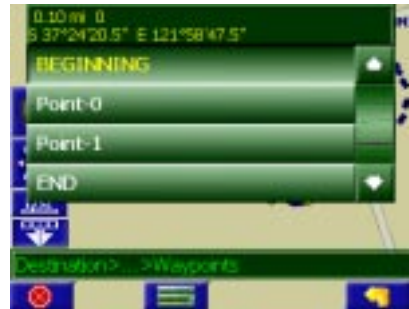 0.10 mi 0
S 37°24'20.5" E 121°58'47.5"
BEGINNING
Point-0
Point-1
END
Destination>...>Waypoints